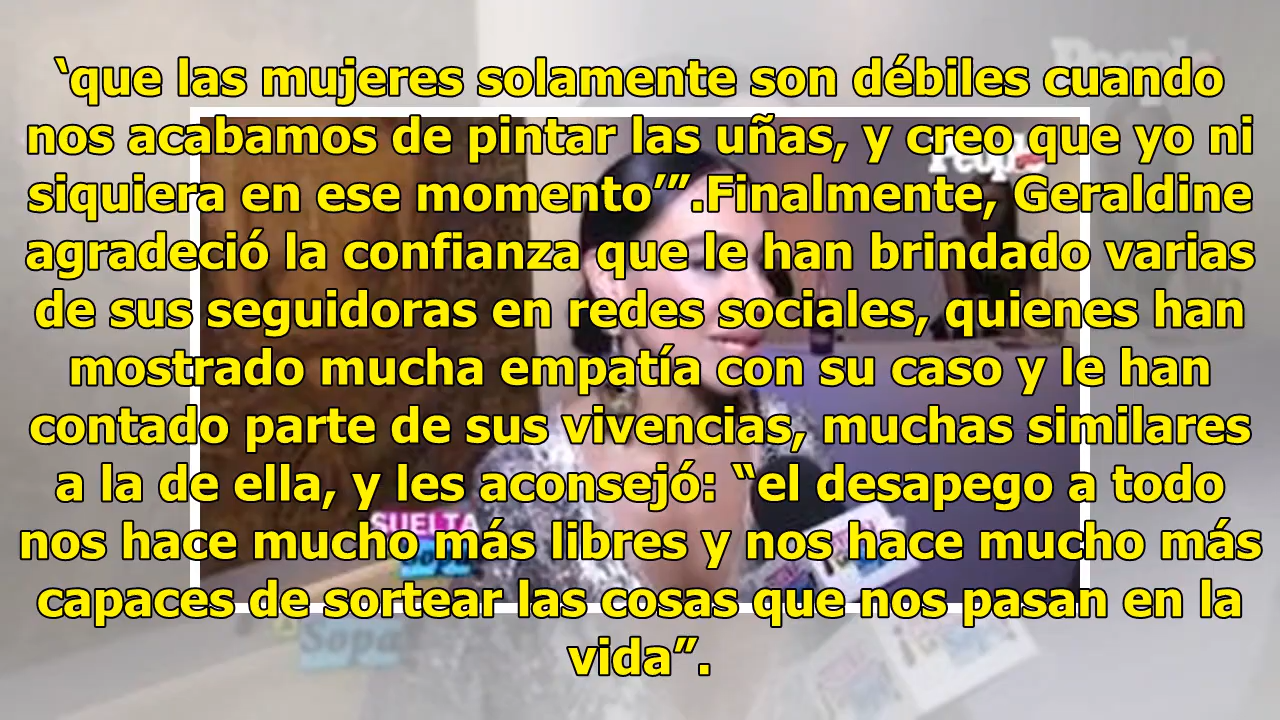 ‘que las mujeres solamente son débiles cuando
nos acabamos de pintar las uñas, y creo que yo ni
siquiera en ese momento’”.Finalmente, Geraldine
agradeció la confianza que le han brindado varias
de sus seguidoras en redes sociales, quienes han
mostrado mucha empatía con su caso y le han
contado parte de sus vivencias, muchas similares
a la de ella, y les aconsejó: “el desapego a todo
nos hace mucho más libres y nos hace mucho más
capaces de sortear las cosas que nos pasan en la
vida”.
People
People
SUELTA
Sopa